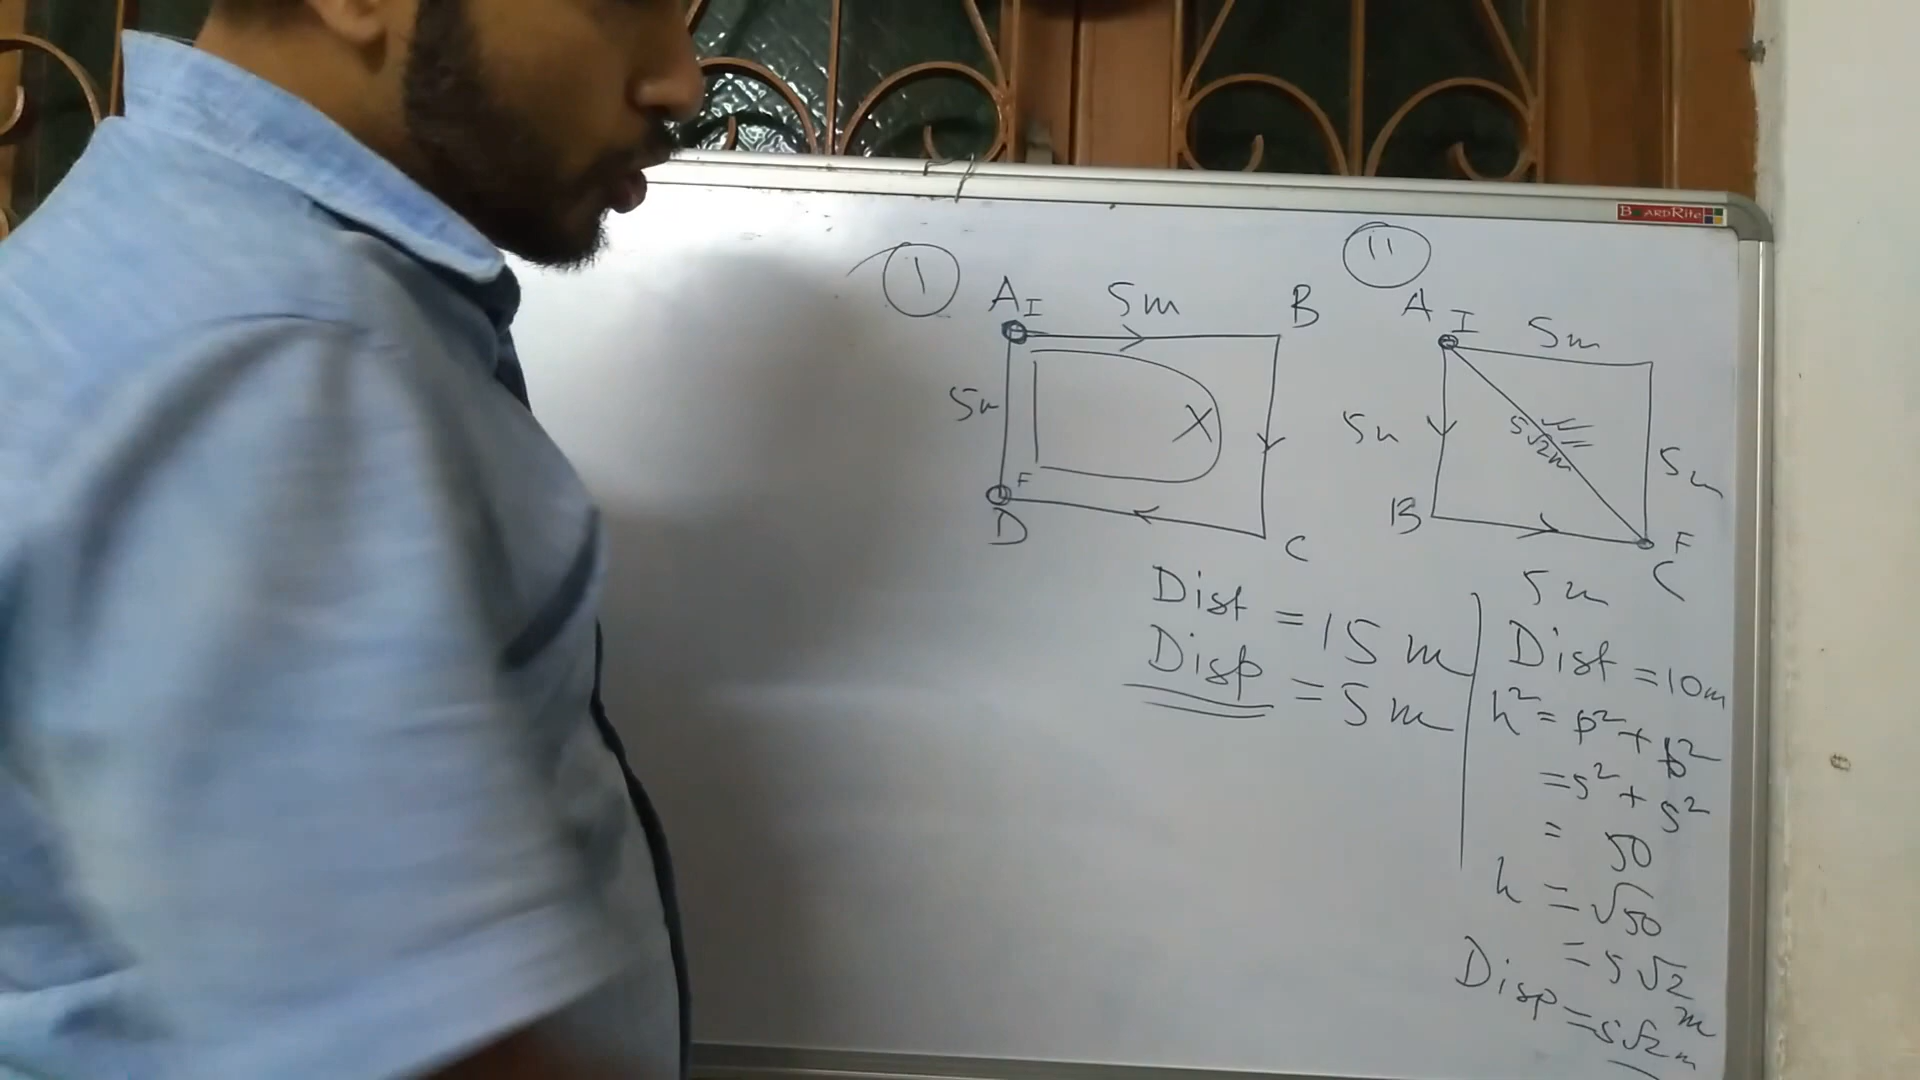 BOARDRite
I
A I 5m B
5m
X
F
D
C
Dist = 15 m
Disp = 5 m
II
A I 5m
5m
5√2m
5m
B
F
C
5m
Dist = 10m
h² = p² + b²
= 5² + 5²
= 50
h = √50
= 5√2 m
Disp = 5√2 m